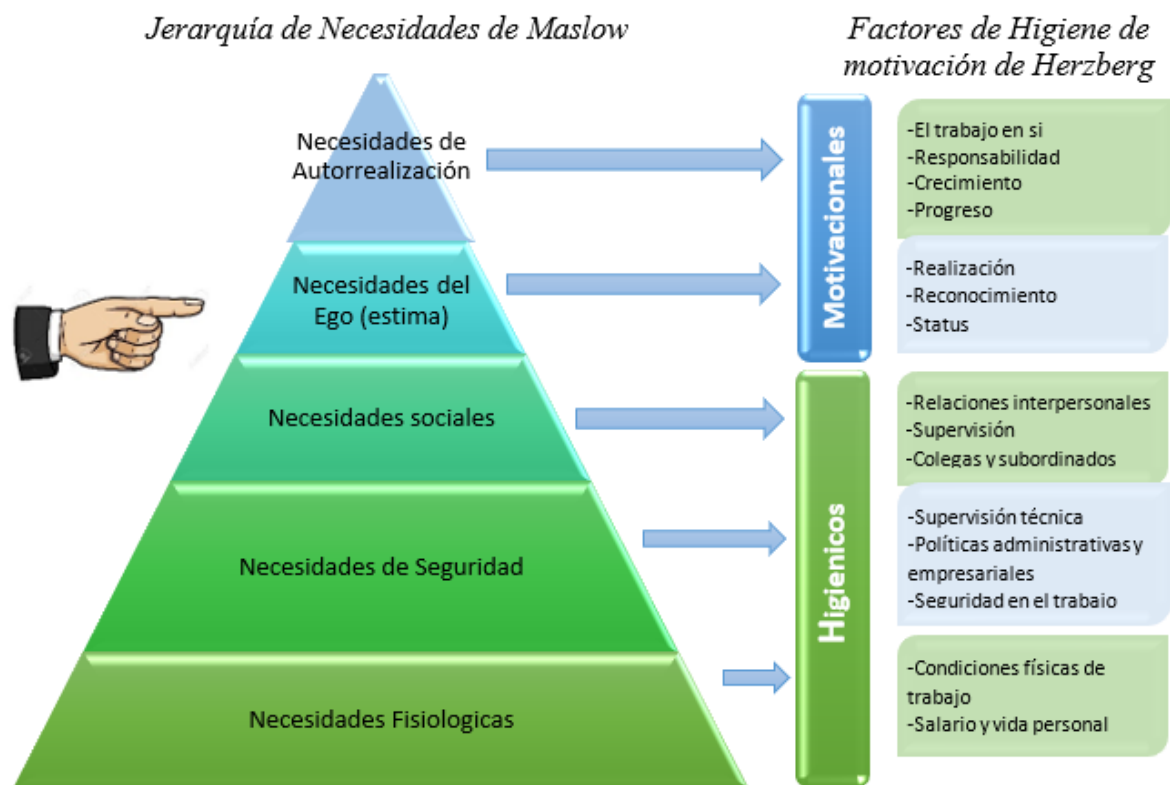 Jerarquía de Necesidades de Maslow
Factores de Higiene de
motivación de Herzberg
Necesidades de
Autorrealización
Necesidades del
Ego (estima)
Necesidades sociales
Necesidades de Seguridad
Necesidades Fisiologicas
Motivacionales
Higienicos
-El trabajo en si
-Responsabilidad
-Crecimiento
-Progreso
-Realización
-Reconocimiento
-Status
-Relaciones interpersonales
-Supervisión
-Colegas y subordinados
-Supervisión técnica
-Políticas administrativas y
empresariales
-Seguridad en el trabajo
-Condiciones físicas de
trabajo
-Salario y vida personal